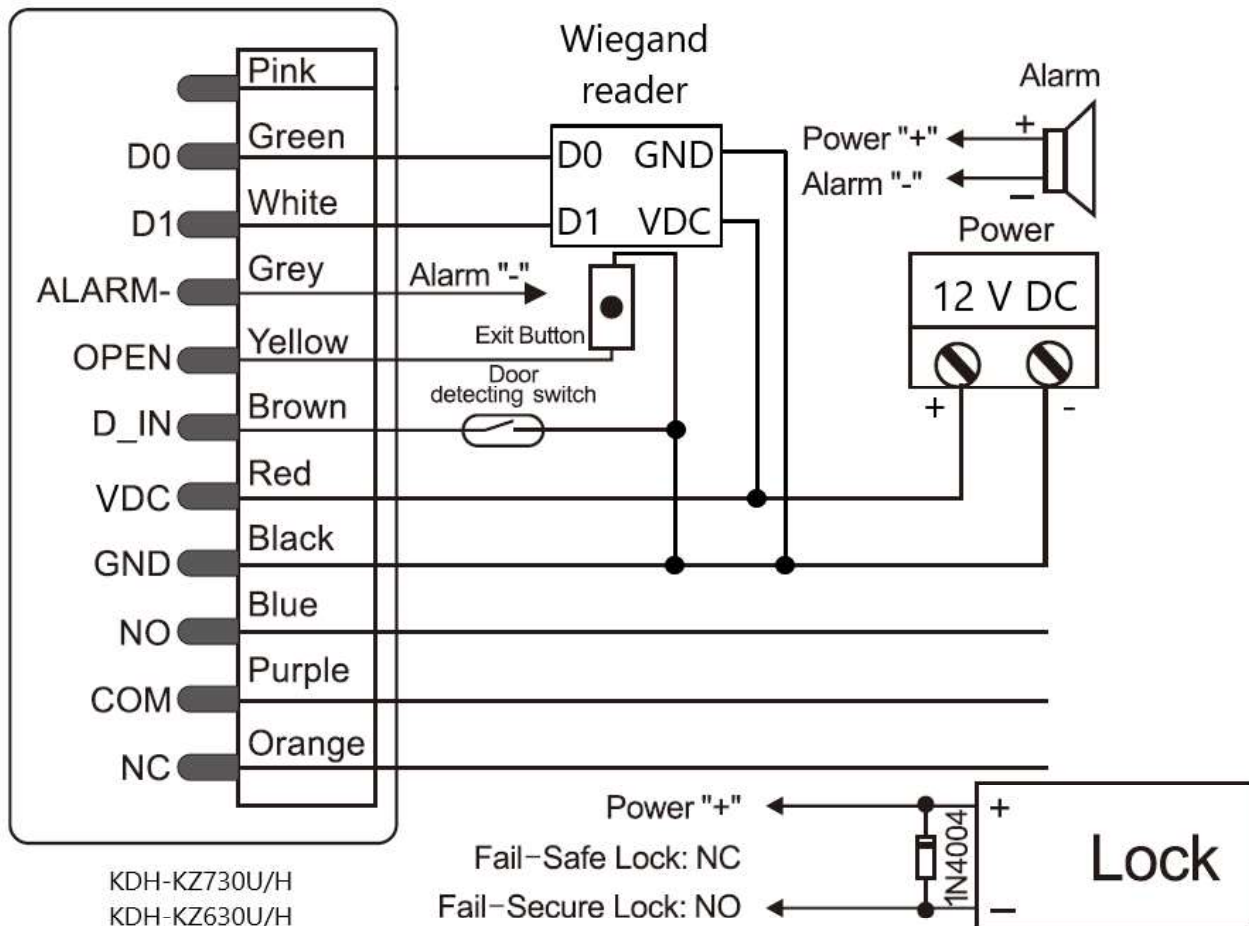 Pink
D0 Green
D1 White
ALARM- Grey
OPEN Yellow
D_IN Brown
VDC Red
GND Black
NO Blue
COM Purple
NC Orange
KDH-KZ730U/H
KDH-KZ630U/H
Wiegand
reader
D0 GND
D1 VDC
Alarm "-"
Exit Button
Door
detecting switch
Alarm
Power "+" +
Alarm "-" –
Power
12 V DC
+ -
Power "+" +
1N4004
Lock
Fail-Safe Lock: NC
Fail-Secure Lock: NO –